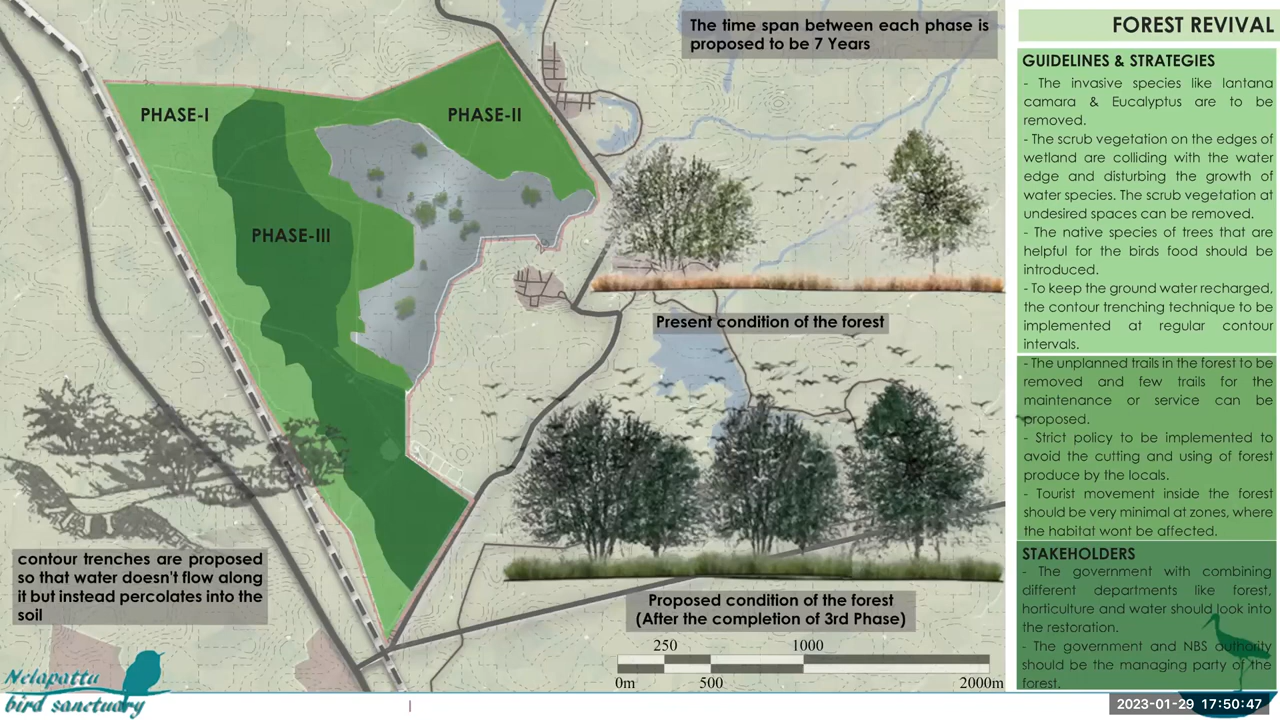 The time span between each phase is
proposed to be 7 Years
PHASE-I
PHASE-II
PHASE-III
Present condition of the forest
contour trenches are proposed
so that water doesn't flow along
it but instead percolates into the
soil
Proposed condition of the forest
(After the completion of 3rd Phase)
250
1000
0m
500
2000m
Nelapattu
bird sanctuary
FOREST REVIVAL
GUIDELINES & STRATEGIES
- The invasive species like lantana
camara & Eucalyptus are to be
removed.
- The scrub vegetation on the edges of
wetland are colliding with the water
edge and disturbing the growth of
water species. The scrub vegetation at
undesired spaces can be removed.
- The native species of trees that are
helpful for the birds food should be
introduced.
- To keep the ground water recharged,
the contour trenching technique to be
implemented at regular contour
intervals.
- The unplanned trails in the forest to be
removed and few trails for the
maintenance or service can be
proposed.
- Strict policy to be implemented to
avoid the cutting and using of forest
produce by the locals.
- Tourist movement inside the forest
should be very minimal at zones, where
the habitat wont be affected.
STAKEHOLDERS
- The government with combining
different departments like forest,
horticulture and water should look into
the restoration.
- The government and NBS authority
should be the managing party of the
forest.
2023-01-29 17:50:47